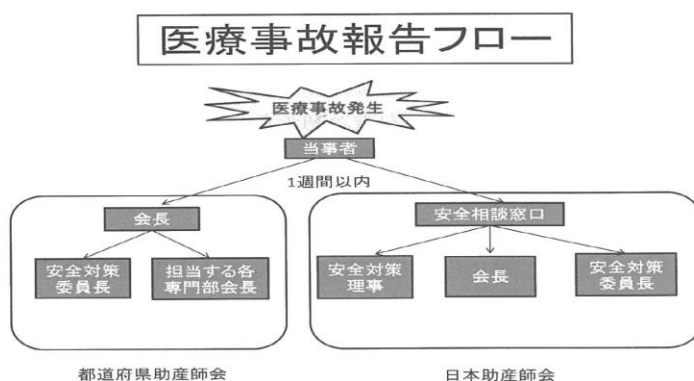 医療事故報告フロー
医療事故発生
当事者
1週間以内
会長
安全相談窓口
安全対策
委員長
担当する各
専門部会長
安全対策
理事
会長
安全対策
委員長
都道府県助産師会
日本助産師会